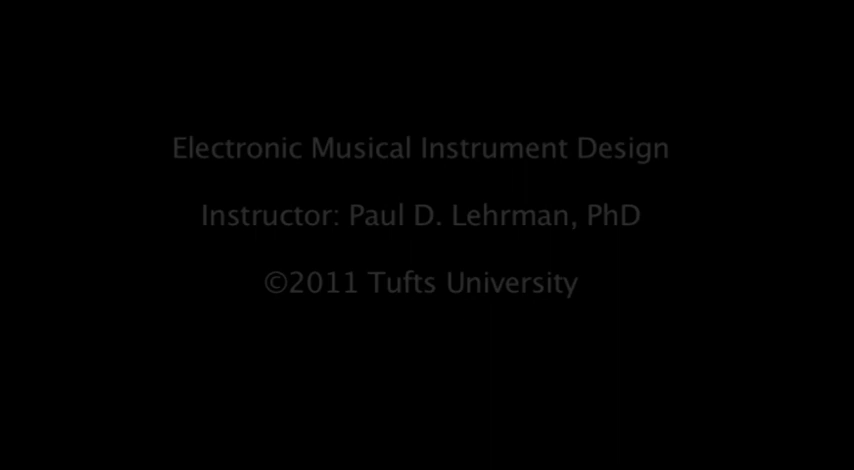 Electronic Musical Instrument Design
Instructor: Paul D. Lehrman, PhD
©2011 Tufts University